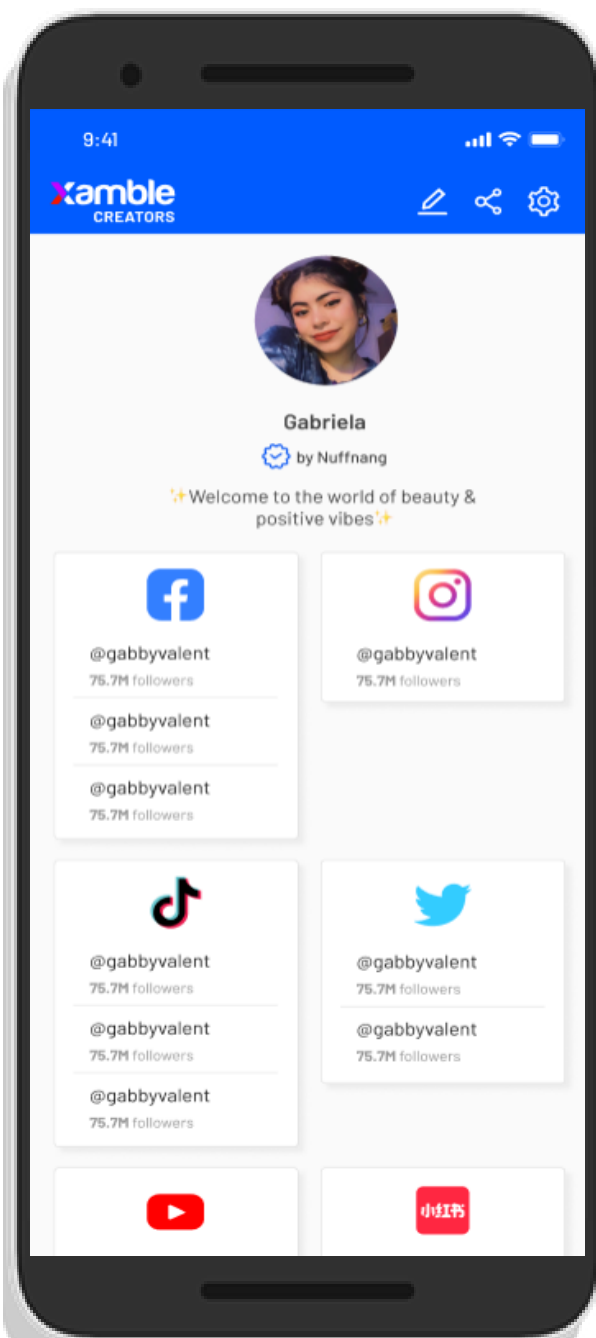 9:41
xamble
CREATORS
Gabriela
by Nuffnang
✨Welcome to the world of beauty &
positive vibes✨
@gabbyvalent
75.7M followers
@gabbyvalent
75.7M followers
@gabbyvalent
75.7M followers
@gabbyvalent
75.7M followers
@gabbyvalent
75.7M followers
@gabbyvalent
75.7M followers
@gabbyvalent
75.7M followers
@gabbyvalent
75.7M followers
@gabbyvalent
75.7M followers
小红书